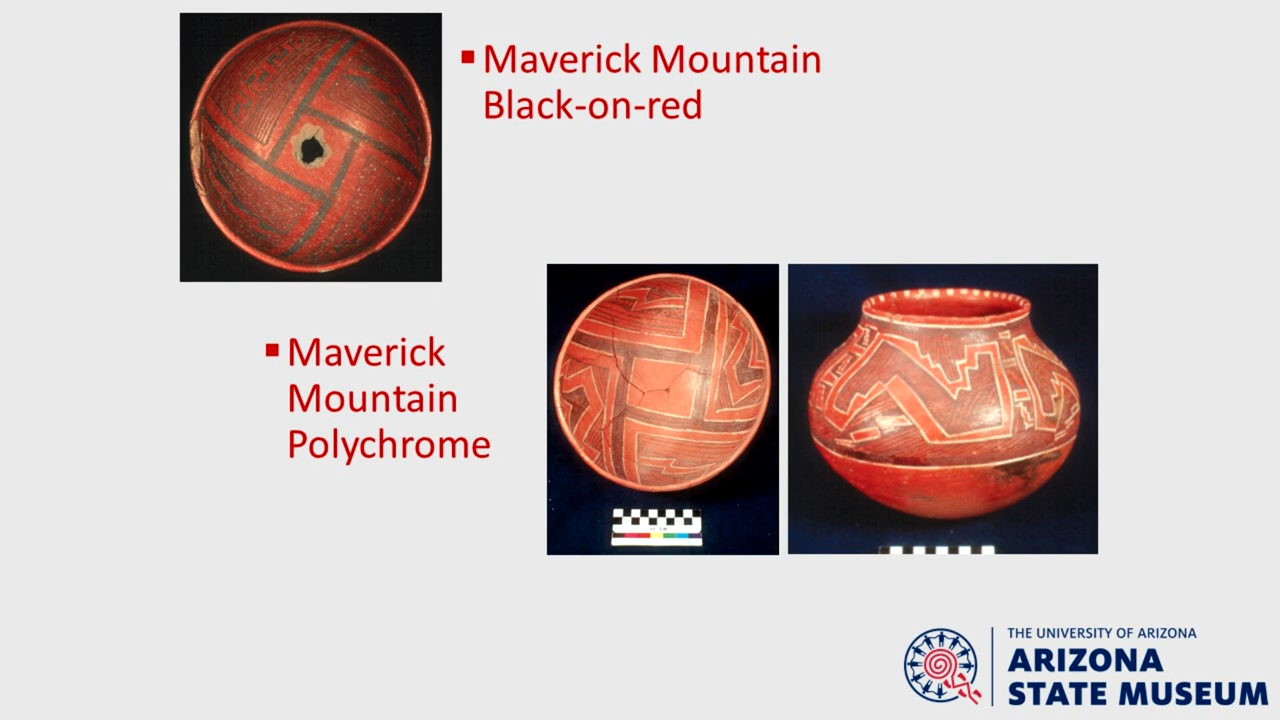 ▪ Maverick Mountain
Black-on-red
▪ Maverick
Mountain
Polychrome
THE UNIVERSITY OF ARIZONA
ARIZONA
STATE MUSEUM